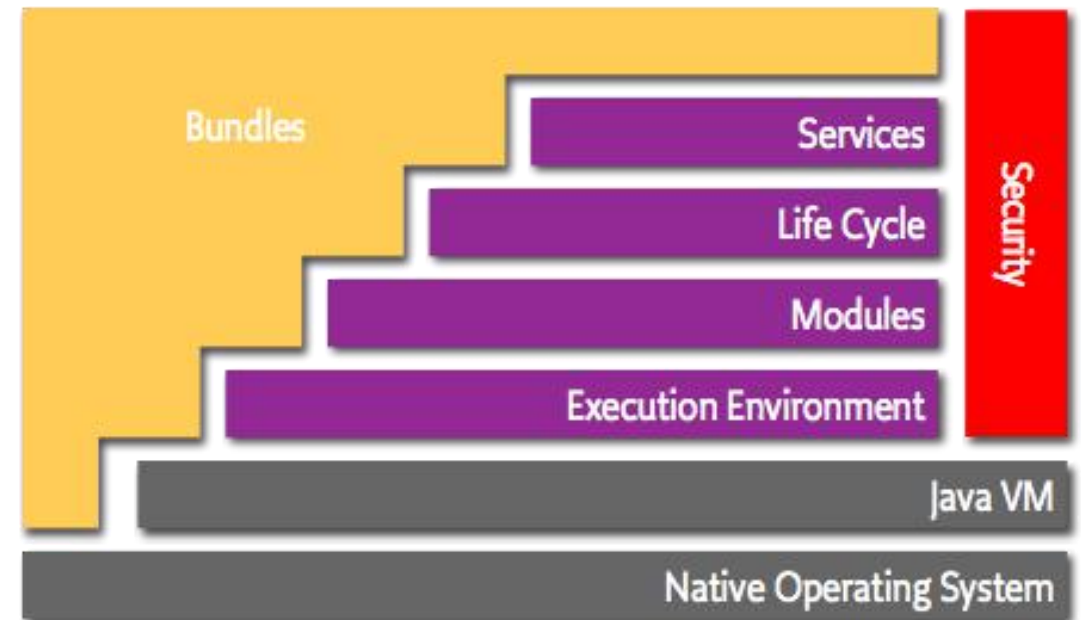 Bundles
Services
Life Cycle
Modules
Execution Environment
Java VM
Native Operating System
Security